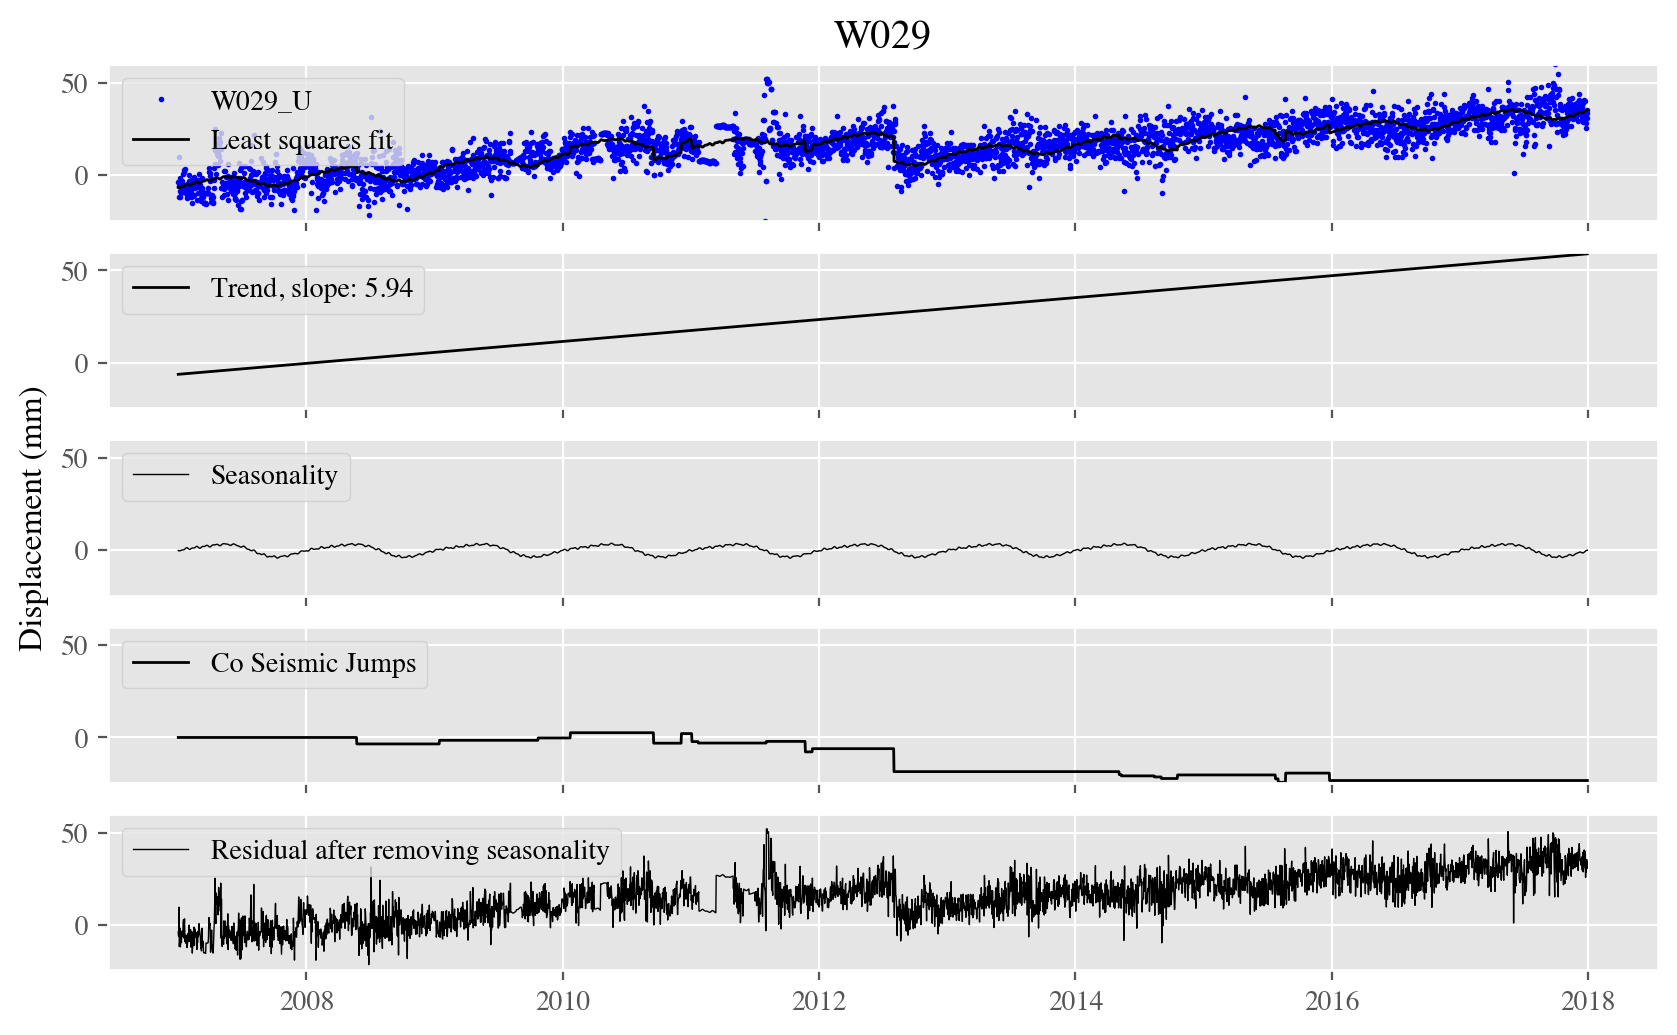 W029
50
0
W029_U
Least squares fit
50
0
Trend, slope: 5.94
Displacement (mm)
50
0
Seasonality
50
0
Co Seismic Jumps
50
0
Residual after removing seasonality
2008 2010 2012 2014 2016 2018